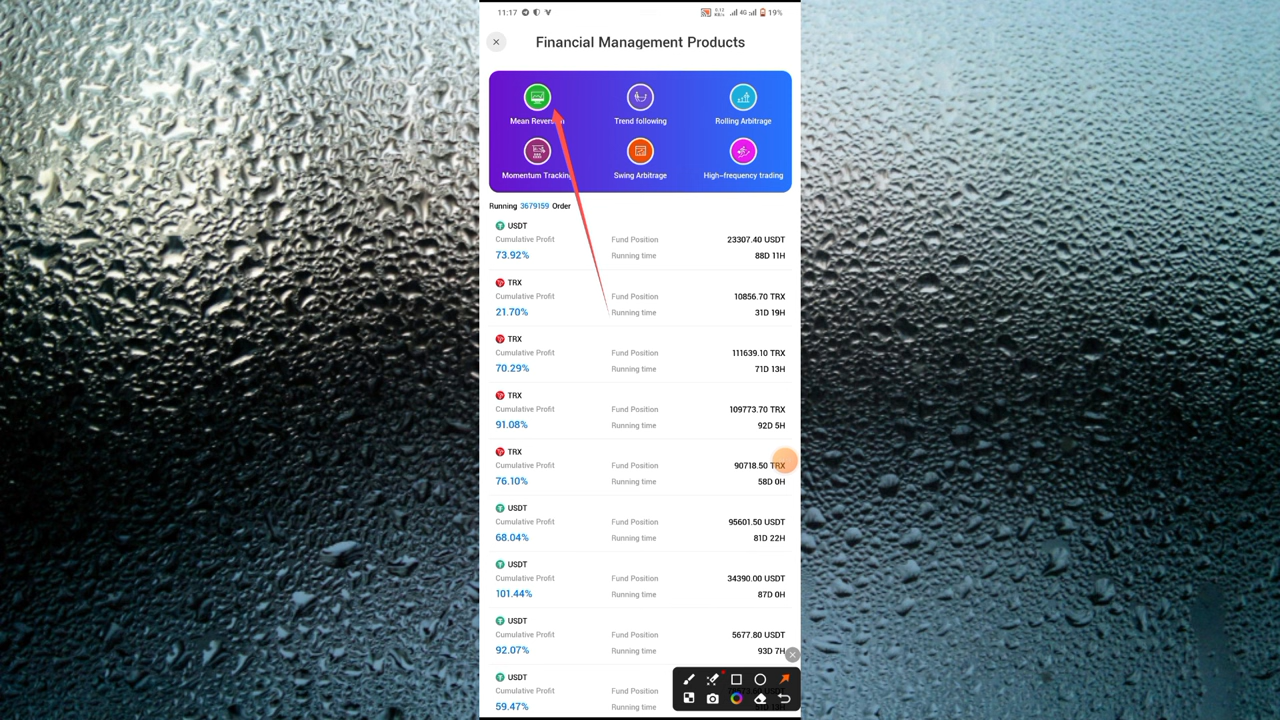 11:17 0.12 KB/s 4G 19%
Financial Management Products
Mean Trend following Rolling Arbitrage
Momentum Tracking Swing Arbitrage High-frequency trading
Running 3679159 Order
USDT
Cumulative Profit Fund Position 23307.40 USDT
73.92% Running time 88D 11H
TRX
Cumulative Profit Fund Position 10856.70 TRX
21.70% Running time 31D 19H
TRX
Cumulative Profit Fund Position 111639.10 TRX
70.29% Running time 71D 13H
TRX
Cumulative Profit Fund Position 109773.70 TRX
91.08% Running time 92D 5H
TRX
Cumulative Profit Fund Position 90718.50 TRX
76.10% Running time 58D 0H
USDT
Cumulative Profit Fund Position 95601.50 USDT
68.04% Running time 81D 22H
USDT
Cumulative Profit Fund Position 34390.00 USDT
101.44% Running time 87D 0H
USDT
Cumulative Profit Fund Position 5677.80 USDT
92.07% Running time 93D 7H
USDT
Cumulative Profit Fund Position
59.47% Running time